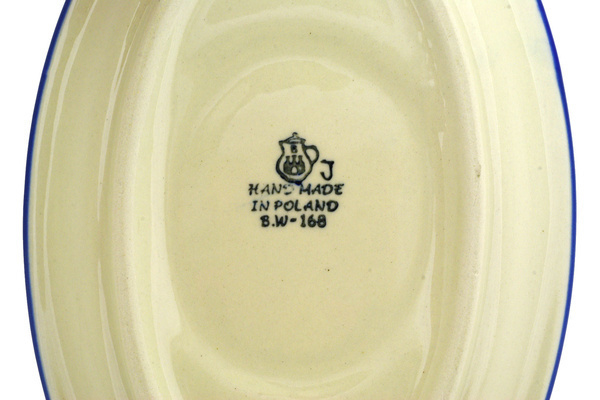 B
J
HAND MADE
IN POLAND
B.W-168